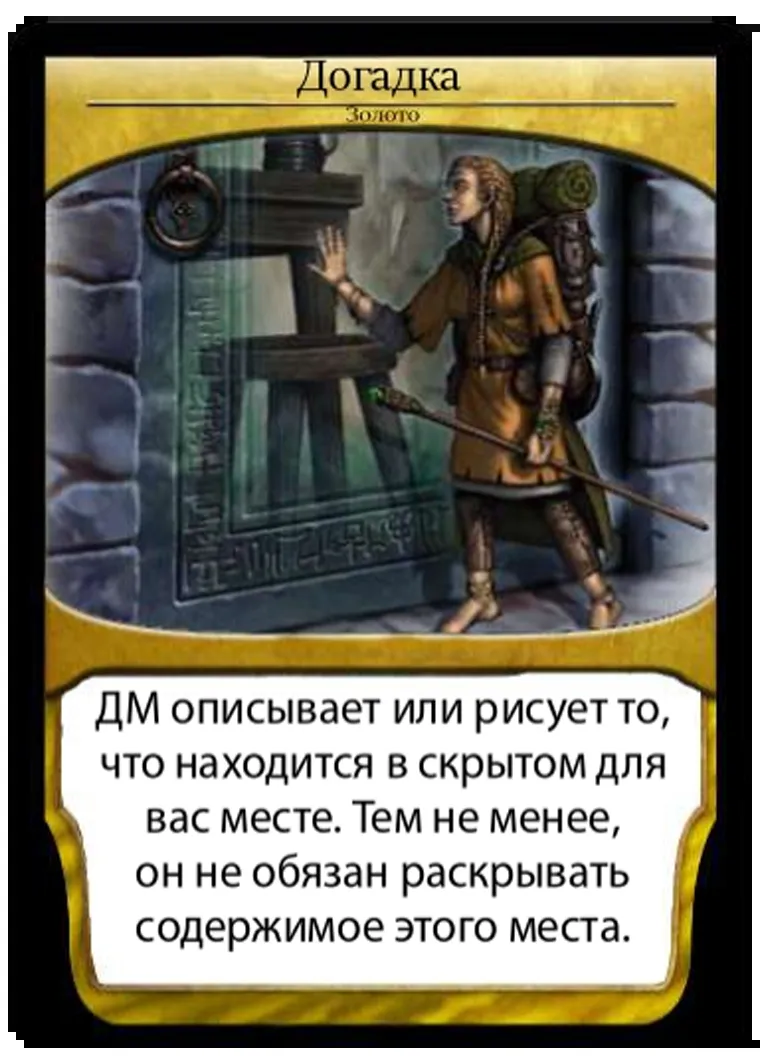 Догадка
Золото
ДМ описывает или рисует то,
что находится в скрытом для
вас месте. Тем не менее,
он не обязан раскрывать
содержимое этого места.